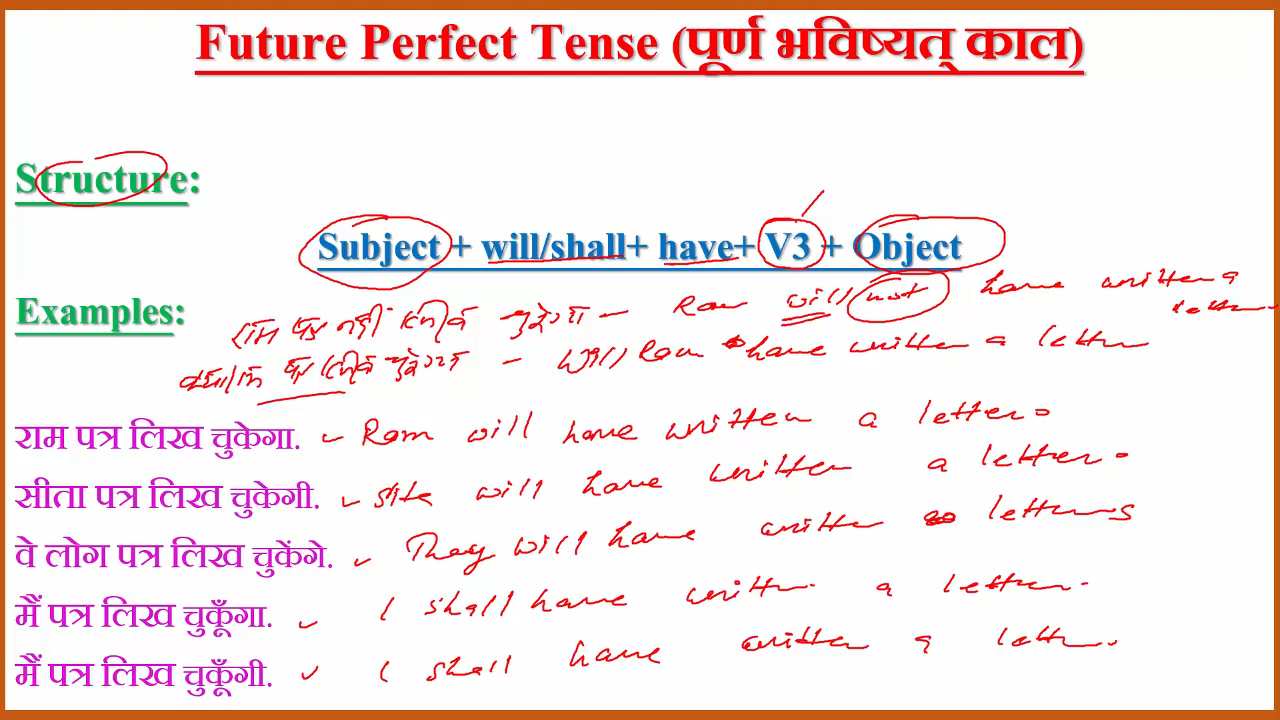 Future Perfect Tense (पूर्ण भविष्यत् काल)
Structure:
Subject + will/shall+ have+ V3 + Object
Examples:
राम पत्र नहीं लिख चुकेगा - Ram will not have written a letter
क्या राम पत्र लिख चुकेगा - Will Ram have written a letter
राम पत्र लिख चुकेगा. Ram will have written a letter.
सीता पत्र लिख चुकेगी. Sita will have written a letter.
वे लोग पत्र लिख चुकेंगे. They will have written letters
मैं पत्र लिख चुकूँगा. I shall have written a letter.
मैं पत्र लिख चुकूँगी. I shall have written a letter.